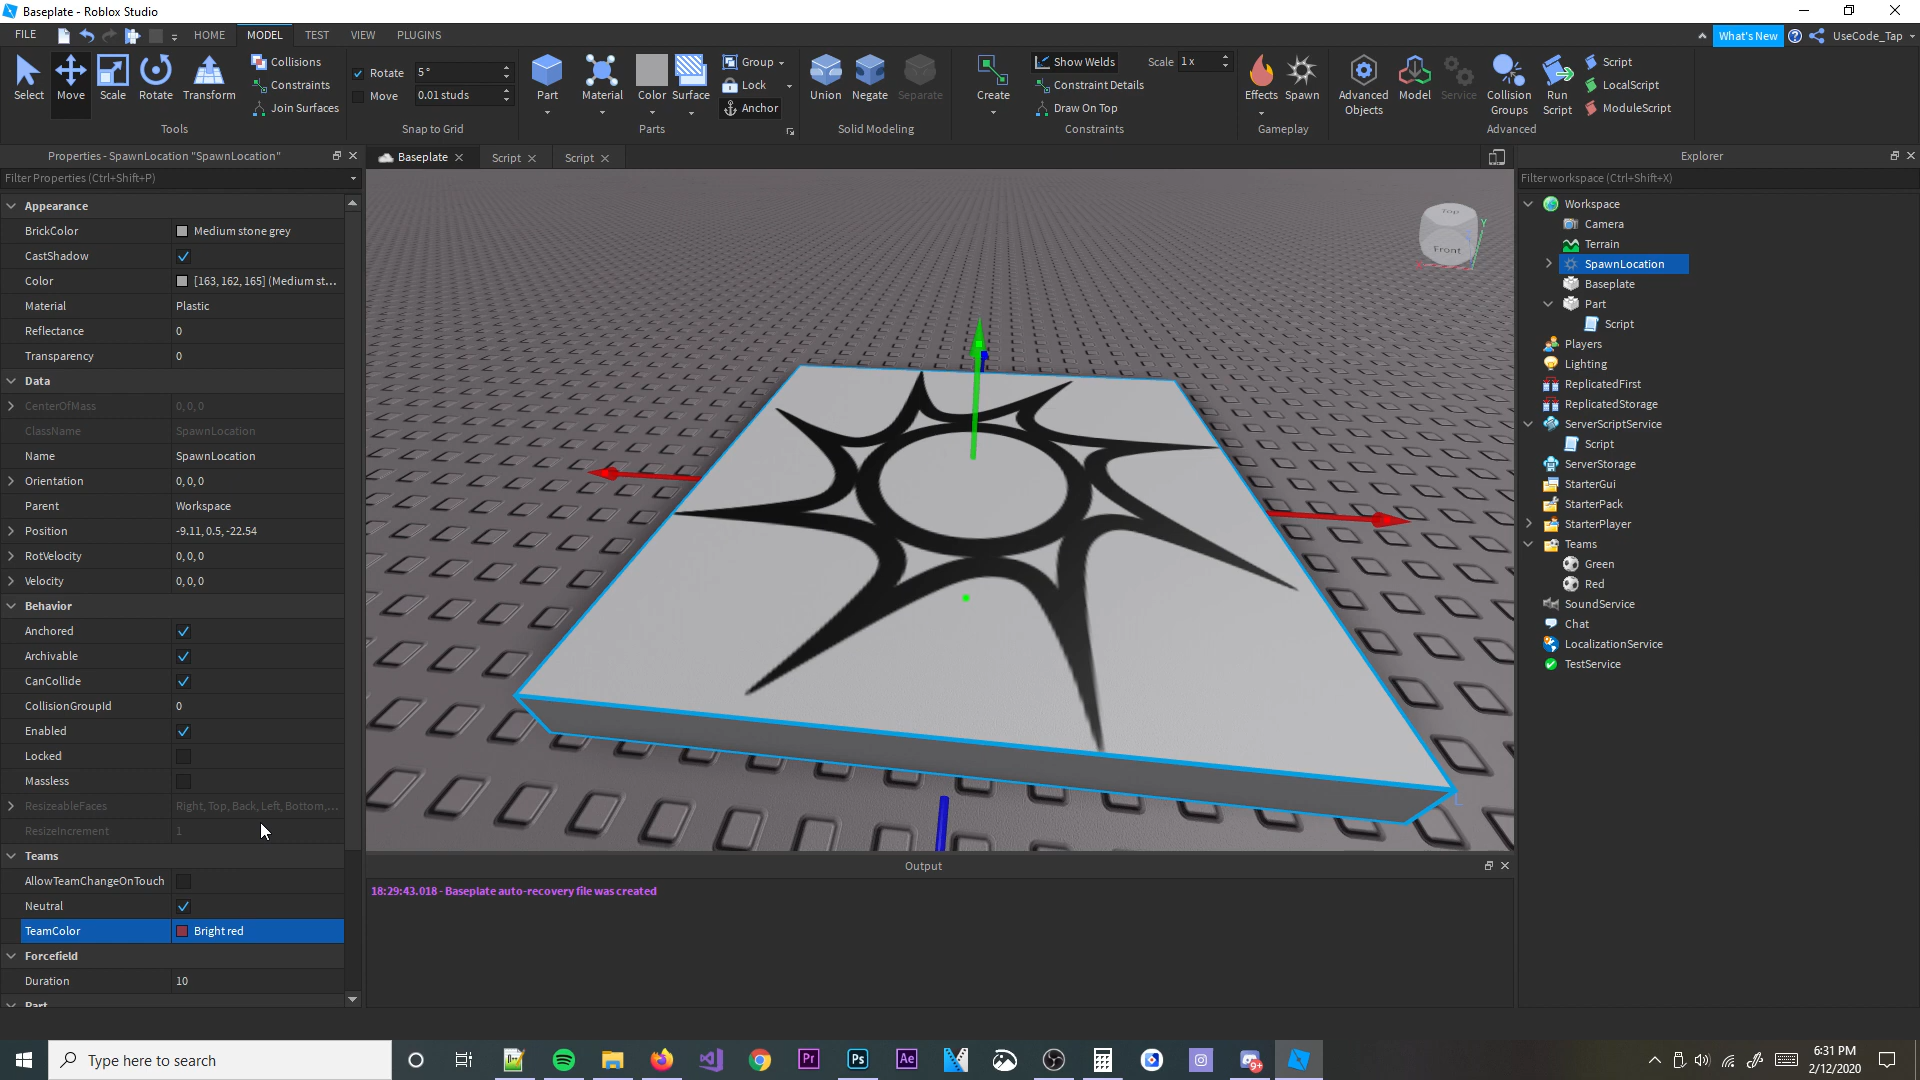 Baseplate - Roblox Studio
FILE HOME MODEL TEST VIEW PLUGINS What's New UseCode_Tap
Select Move Scale Rotate Transform
Collisions
Constraints
Join Surfaces
Tools
Rotate 5°
Move 0.01 studs
Snap to Grid
Part Material Color Surface
Group
Lock
Anchor
Parts
Union Negate Separate
Solid Modeling
Create
Show Welds Scale 1x
Constraint Details
Draw On Top
Constraints
Effects Spawn
Gameplay
Advanced Objects Model Service Collision Groups Run Script
Script
LocalScript
ModuleScript
Advanced
Properties - SpawnLocation "SpawnLocation"
Filter Properties (Ctrl+Shift+P)
Appearance
BrickColor Medium stone grey
CastShadow
Color [163, 162, 165] (Medium st...
Material Plastic
Reflectance 0
Transparency 0
Data
CenterOfMass 0, 0, 0
ClassName SpawnLocation
Name SpawnLocation
Orientation 0, 0, 0
Parent Workspace
Position -9.11, 0.5, -22.54
RotVelocity 0, 0, 0
Velocity 0, 0, 0
Behavior
Anchored
Archivable
CanCollide
CollisionGroupId 0
Enabled
Locked
Massless
ResizeableFaces Right, Top, Back, Left, Bottom,...
ResizeIncrement 1
Teams
AllowTeamChangeOnTouch
Neutral
TeamColor Bright red
Forcefield
Duration 10
Part
Baseplate Script Script
Top
Front
Y
Output
18:29:43.018 - Baseplate auto-recovery file was created
Explorer
Filter workspace (Ctrl+Shift+X)
Workspace
Camera
Terrain
SpawnLocation
Baseplate
Part
Script
Players
Lighting
ReplicatedFirst
ReplicatedStorage
ServerScriptService
Script
ServerStorage
StarterGui
StarterPack
StarterPlayer
Teams
Green
Red
SoundService
Chat
LocalizationService
TestService
Type here to search
Pr Ps Ae
9+
6:31 PM
2/12/2020